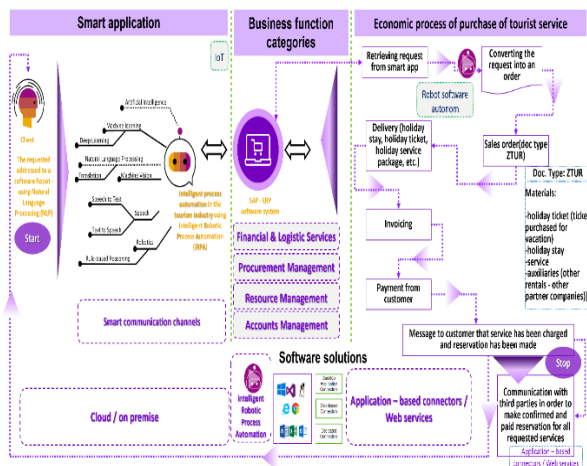 Smart application
Business function
categories
Economic process of purchase of tourist service
IoT
Client
The requested
addressed to a
software Robot -
using Natural
Language
Processing (NLP)
Start
Artificial intelligence
Machine learning
Deep Learning
Natural Language Processing
Translation
Machine Vision
Speech to Text
Speech
Text to Speech
Robotics
Rule-based Reasoning
Intelligent process
automation in the
tourism industry using
Intelligent Robotic
Process Automation
(IRPA)
Smart communication channels
SAP - ERP
software system
Financial & Logistic Services
Procurement Management
Resource Management
Accounts Management
Retrieving request
from smart app
Converting the
request into an
order
Robot software
autonom
Delivery (holiday
stay, holiday ticket,
holiday service
package, etc.)
Sales order(doc type
ZTUR)
Doc. Type: ZTUR
Materials:
-holiday ticket (ticket
purchased for
vacation)
-holiday stay
-service
-auxiliaries (other
rentals - other
partner companies)
Invoicing
Payment from
customer
Message to customer that service has been charged
and reservation has been made
Stop
Communication with
third parties in order to
make confirmed and
paid reservation for all
requested services
Application – based
connectors / Web services
Software solutions
Cloud / on premise
Intelligent
Robotic
Process
Automation
Connectors
Connectors
Connectors
Application – based connectors /
Web services